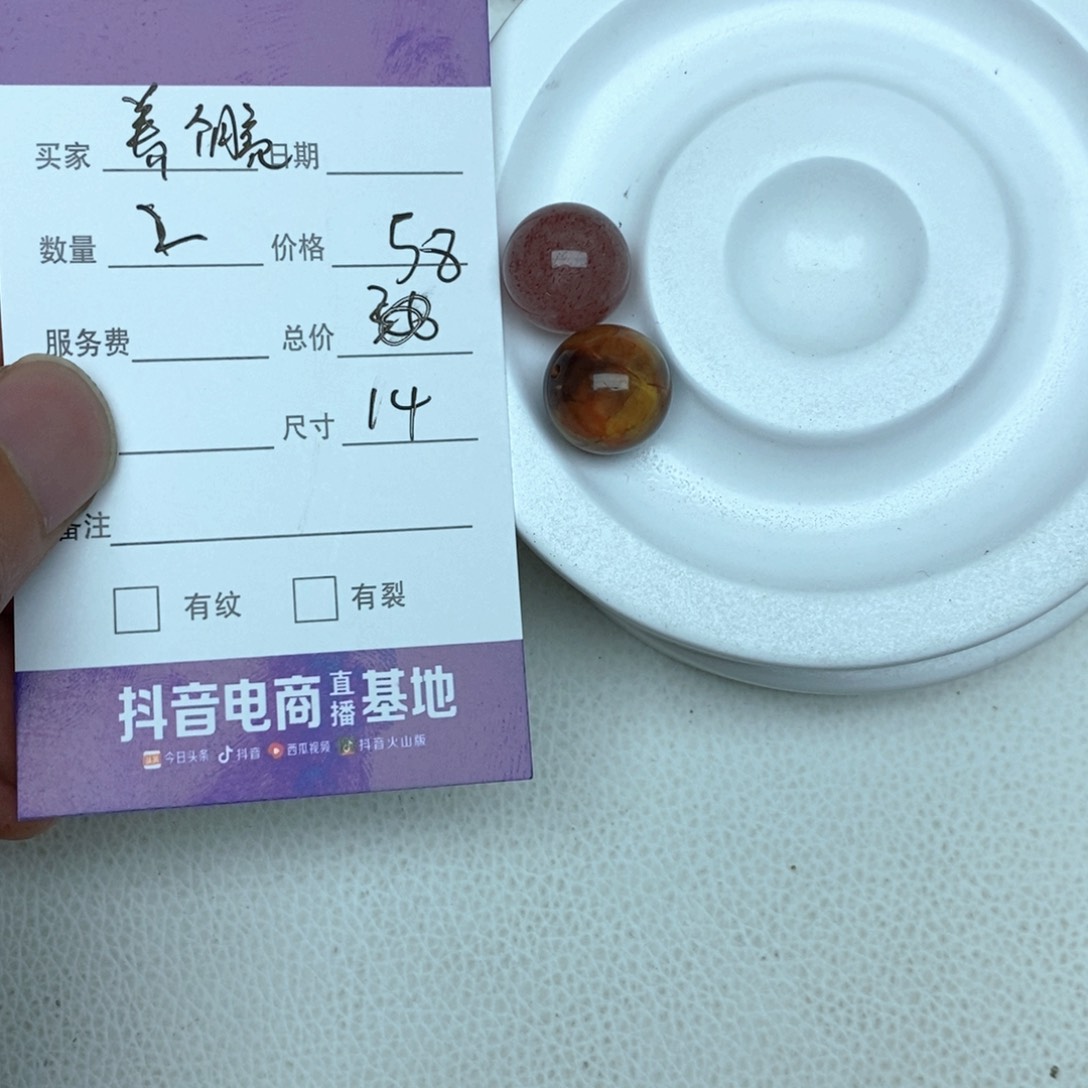 买家 日期
数量 2 价格 58
服务费 总价
尺寸 14
备注
有纹 有裂
抖音电商直播基地
今日头条 抖音 西瓜视频 抖音火山版